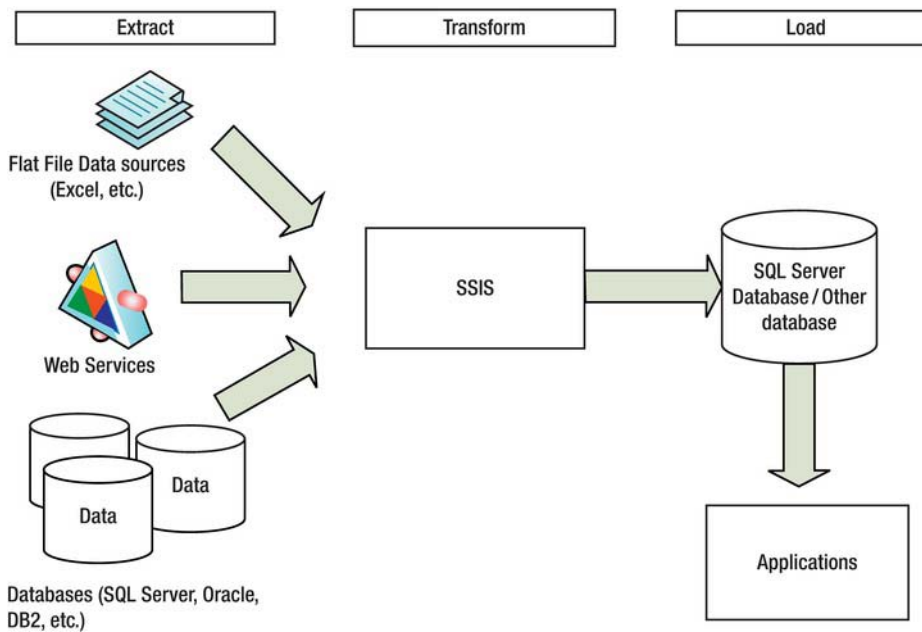 Extract
Transform
Load
Flat File Data sources
(Excel, etc.)
Web Services
Data
Data
Databases (SQL Server, Oracle,
DB2, etc.)
SSIS
SQL Server
Database / Other
database
Applications